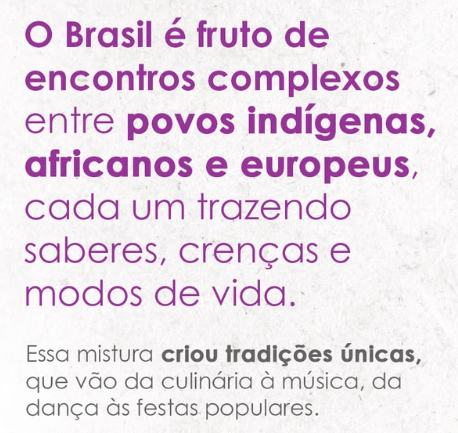 O Brasil é fruto de
encontros complexos
entre povos indígenas,
africanos e europeus,
cada um trazendo
saberes, crenças e
modos de vida.
Essa mistura criou tradições únicas,
que vão da culinária à música, da
dança às festas populares.